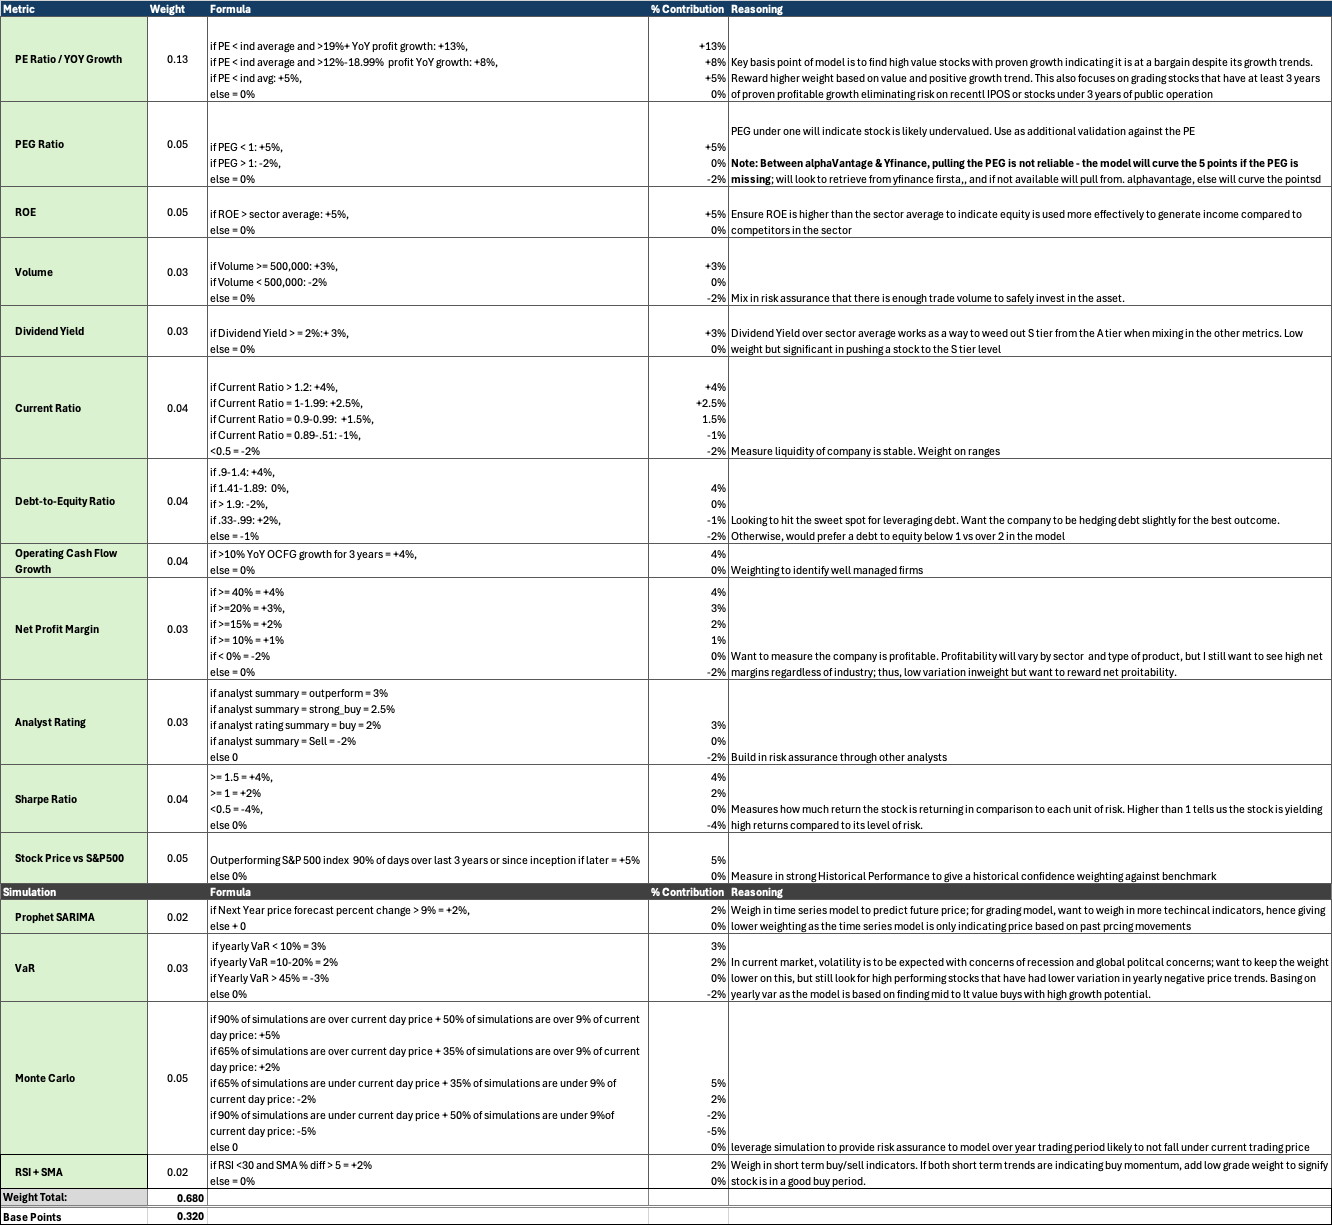 Metric Weight Formula % Contribution Reasoning
PE Ratio / YOY Growth 0.13
if PE < ind average and >19%+ YoY profit growth: +13%, +13%
if PE < ind average and >12%-18.99% profit YoY growth: +8%, +8% Key basis point of model is to find high value stocks with proven growth indicating it is at a bargain despite its growth trends.
if PE < ind avg: +5%, +5% Reward higher weight based on value and positive growth trend. This also focuses on grading stocks that have at least 3 years
else = 0% 0% of proven profitable growth eliminating risk on recentl IPOS or stocks under 3 years of public operation
PEG Ratio 0.05
PEG under one will indicate stock is likely undervalued. Use as additional validation against the PE
if PEG < 1: +5%, +5%
if PEG > 1: -2%, 0% Note: Between alphaVantage & Yfinance, pulling the PEG is not reliable - the model will curve the 5 points if the PEG is
else = 0% -2% missing; will look to retrieve from yfinance firsta,, and if not available will pull from. alphavantage, else will curve the pointsd
ROE 0.05
if ROE > sector average: +5%, +5% Ensure ROE is higher than the sector average to indicate equity is used more effectively to generate income compared to
else = 0% 0% competitors in the sector
Volume 0.03
if Volume >= 500,000: +3%, +3%
if Volume < 500,000: -2% 0%
else = 0% -2% Mix in risk assurance that there is enough trade volume to safely invest in the asset.
Dividend Yield 0.03
if Dividend Yield > = 2%:+ 3%, +3% Dividend Yield over sector average works as a way to weed out S tier from the A tier when mixing in the other metrics. Low
else = 0% 0% weight but significant in pushing a stock to the S tier level
Current Ratio 0.04
if Current Ratio > 1.2: +4%, +4%
if Current Ratio = 1-1.99: +2.5%, +2.5%
if Current Ratio = 0.9-0.99: +1.5%, 1.5%
if Current Ratio = 0.89-.51: -1%, -1%
<0.5 = -2% -2% Measure liquidity of company is stable. Weight on ranges
Debt-to-Equity Ratio 0.04
if .9-1.4: +4%,
if 1.41-1.89: 0%, 4%
if > 1.9: -2%, 0%
if .33-.99: +2%, -1% Looking to hit the sweet spot for leveraging debt. Want the company to be hedging debt slightly for the best outcome.
else = -1% -2% Otherwise, would prefer a debt to equity below 1 vs over 2 in the model
Operating Cash Flow
Growth 0.04
if >10% YoY OCFG growth for 3 years = +4%, 4%
else = 0% 0% Weighting to identify well managed firms
Net Profit Margin 0.03
if >= 40% = +4% 4%
if >=20% = +3%, 3%
if >=15% = +2% 2%
if >= 10% = +1% 1%
if < 0% = -2% 0% Want to measure the company is profitable. Profitability will vary by sector and type of product, but I still want to see high net
else = 0% -2% margins regardless of industry; thus, low variation inweight but want to reward net proitability.
Analyst Rating 0.03
if analyst summary = outperform = 3%
if analyst summary = strong_buy = 2.5%
if analyst rating summary = buy = 2% 3%
if analyst summary = Sell = -2% 0%
else 0 -2% Build in risk assurance through other analysts
Sharpe Ratio 0.04
>= 1.5 = +4%, 4%
>= 1 = +2% 2%
<0.5 = -4%, 0% Measures how much return the stock is returning in comparison to each unit of risk. Higher than 1 tells us the stock is yielding
else 0% -4% high returns compared to its level of risk.
Stock Price vs S&P500 0.05
Outperforming S&P 500 index 90% of days over last 3 years or since inception if later = +5% 5%
else 0% 0% Measure in strong Historical Performance to give a historical confidence weighting against benchmark
Simulation Formula % Contribution Reasoning
Prophet SARIMA 0.02
if Next Year price forecast percent change > 9% = +2%, 2% Weigh in time series model to predict future price; for grading model, want to weigh in more techincal indicators, hence giving
else + 0 0% lower weighting as the time series model is only indicating price based on past prcing movements
VaR 0.03
if yearly VaR < 10% = 3% 3%
if yearly VaR =10-20% = 2% 2% In current market, volatility is to be expected with concerns of recession and global politcal concerns; want to keep the weight
if Yearly VaR > 45% = -3% 0% lower on this, but still look for high performing stocks that have had lower variation in yearly negative price trends. Basing on
else 0% -2% yearly var as the model is based on finding mid to lt value buys with high growth potential.
Monte Carlo 0.05
if 90% of simulations are over current day price + 50% of simulations are over 9% of current
day price: +5%
if 65% of simulations are over current day price + 35% of simulations are over 9% of current
day price: +2%
if 65% of simulations are under current day price + 35% of simulations are under 9% of 5%
current day price: -2% 2%
if 90% of simulations are under current day price + 50% of simulations are under 9%of -2%
current day price: -5% -5%
else 0 0% leverage simulation to provide risk assurance to model over year trading period likely to not fall under current trading price
RSI + SMA 0.02
if RSI <30 and SMA % diff > 5 = +2% 2% Weigh in short term buy/sell indicators. If both short term trends are indicating buy momentum, add low grade weight to signify
else = 0% 0% stock is in a good buy period.
Weight Total: 0.680
Base Points 0.320